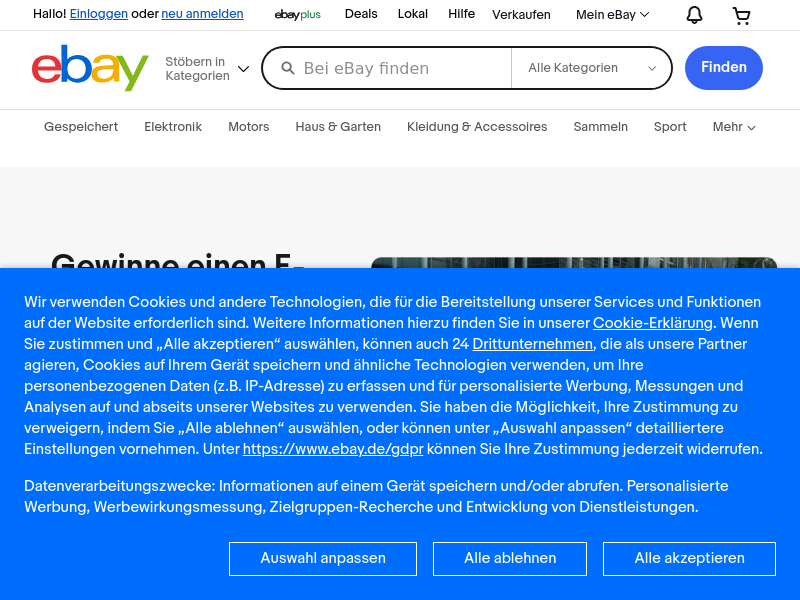 Hallo! Einloggen oder neu anmelden
ebay plus
Deals
Lokal
Hilfe
Verkaufen
Mein eBay
ebay
Stöbern in
Kategorien
Bei eBay finden
Alle Kategorien
Finden
Gespeichert
Elektronik
Motors
Haus & Garten
Kleidung & Accessoires
Sammeln
Sport
Mehr
Gewinne einen E-
Wir verwenden Cookies und andere Technologien, die für die Bereitstellung unserer Services und Funktionen
auf der Website erforderlich sind. Weitere Informationen hierzu finden Sie in unserer Cookie-Erklärung. Wenn
Sie zustimmen und „Alle akzeptieren“ auswählen, können auch 24 Drittunternehmen, die als unsere Partner
agieren, Cookies auf Ihrem Gerät speichern und ähnliche Technologien verwenden, um Ihre
personenbezogenen Daten (z.B. IP-Adresse) zu erfassen und für personalisierte Werbung, Messungen und
Analysen auf und abseits unserer Websites zu verwenden. Sie haben die Möglichkeit, Ihre Zustimmung zu
verweigern, indem Sie „Alle ablehnen“ auswählen, oder können unter „Auswahl anpassen“ detailliertere
Einstellungen vornehmen. Unter https://www.ebay.de/gdpr können Sie Ihre Zustimmung jederzeit widerrufen.
Datenverarbeitungszwecke: Informationen auf einem Gerät speichern und/oder abrufen. Personalisierte
Werbung, Werbewirkungsmessung, Zielgruppen-Recherche und Entwicklung von Dienstleistungen.
Auswahl anpassen
Alle ablehnen
Alle akzeptieren